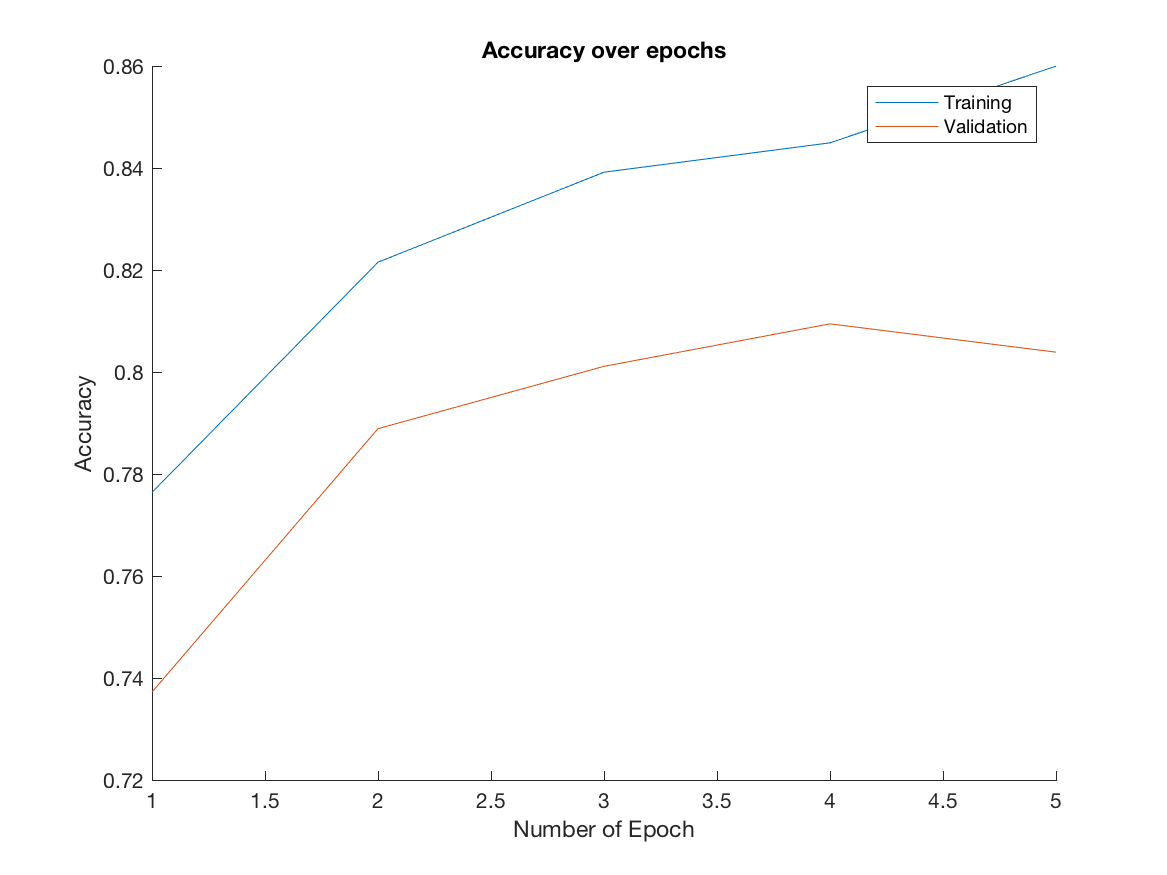 Accuracy over epochs
0.86
0.84
0.82
0.8
0.78
0.76
0.74
0.72
Accuracy
Training
Validation
1 1.5 2 2.5 3 3.5 4 4.5 5
Number of Epoch